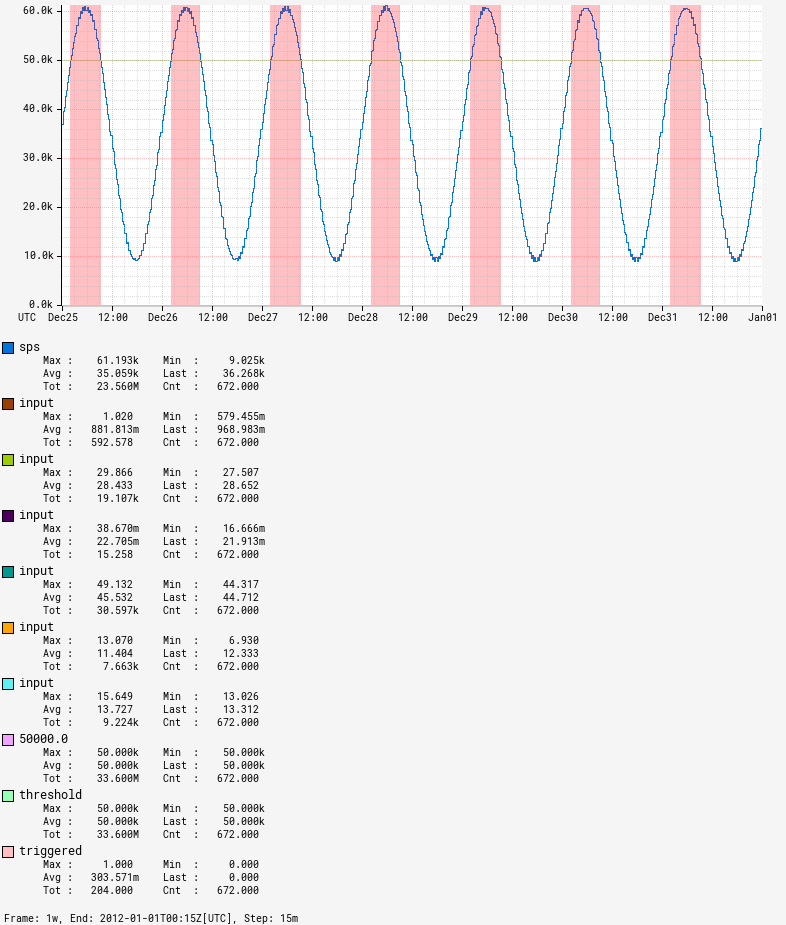 60.0k
50.0k
40.0k
30.0k
20.0k
10.0k
0.0k
UTC Dec25 12:00 Dec26 12:00 Dec27 12:00 Dec28 12:00 Dec29 12:00 Dec30 12:00 Dec31 12:00 Jan01
sps
Max : 61.193k Min : 9.025k
Avg : 35.059k Last : 36.268k
Tot : 23.560M Cnt : 672.000
input
Max : 1.020 Min : 579.455m
Avg : 881.813m Last : 968.983m
Tot : 592.578 Cnt : 672.000
input
Max : 29.866 Min : 27.507
Avg : 28.433 Last : 28.652
Tot : 19.107k Cnt : 672.000
input
Max : 38.670m Min : 16.666m
Avg : 22.705m Last : 21.913m
Tot : 15.258 Cnt : 672.000
input
Max : 49.132 Min : 44.317
Avg : 45.532 Last : 44.712
Tot : 30.597k Cnt : 672.000
input
Max : 13.070 Min : 6.930
Avg : 11.404 Last : 12.333
Tot : 7.663k Cnt : 672.000
input
Max : 15.649 Min : 13.026
Avg : 13.727 Last : 13.312
Tot : 9.224k Cnt : 672.000
50000.0
Max : 50.000k Min : 50.000k
Avg : 50.000k Last : 50.000k
Tot : 33.600M Cnt : 672.000
threshold
Max : 50.000k Min : 50.000k
Avg : 50.000k Last : 50.000k
Tot : 33.600M Cnt : 672.000
triggered
Max : 1.000 Min : 0.000
Avg : 303.571m Last : 0.000
Tot : 204.000 Cnt : 672.000
Frame: 1w, End: 2012-01-01T00:15Z[UTC], Step: 15m